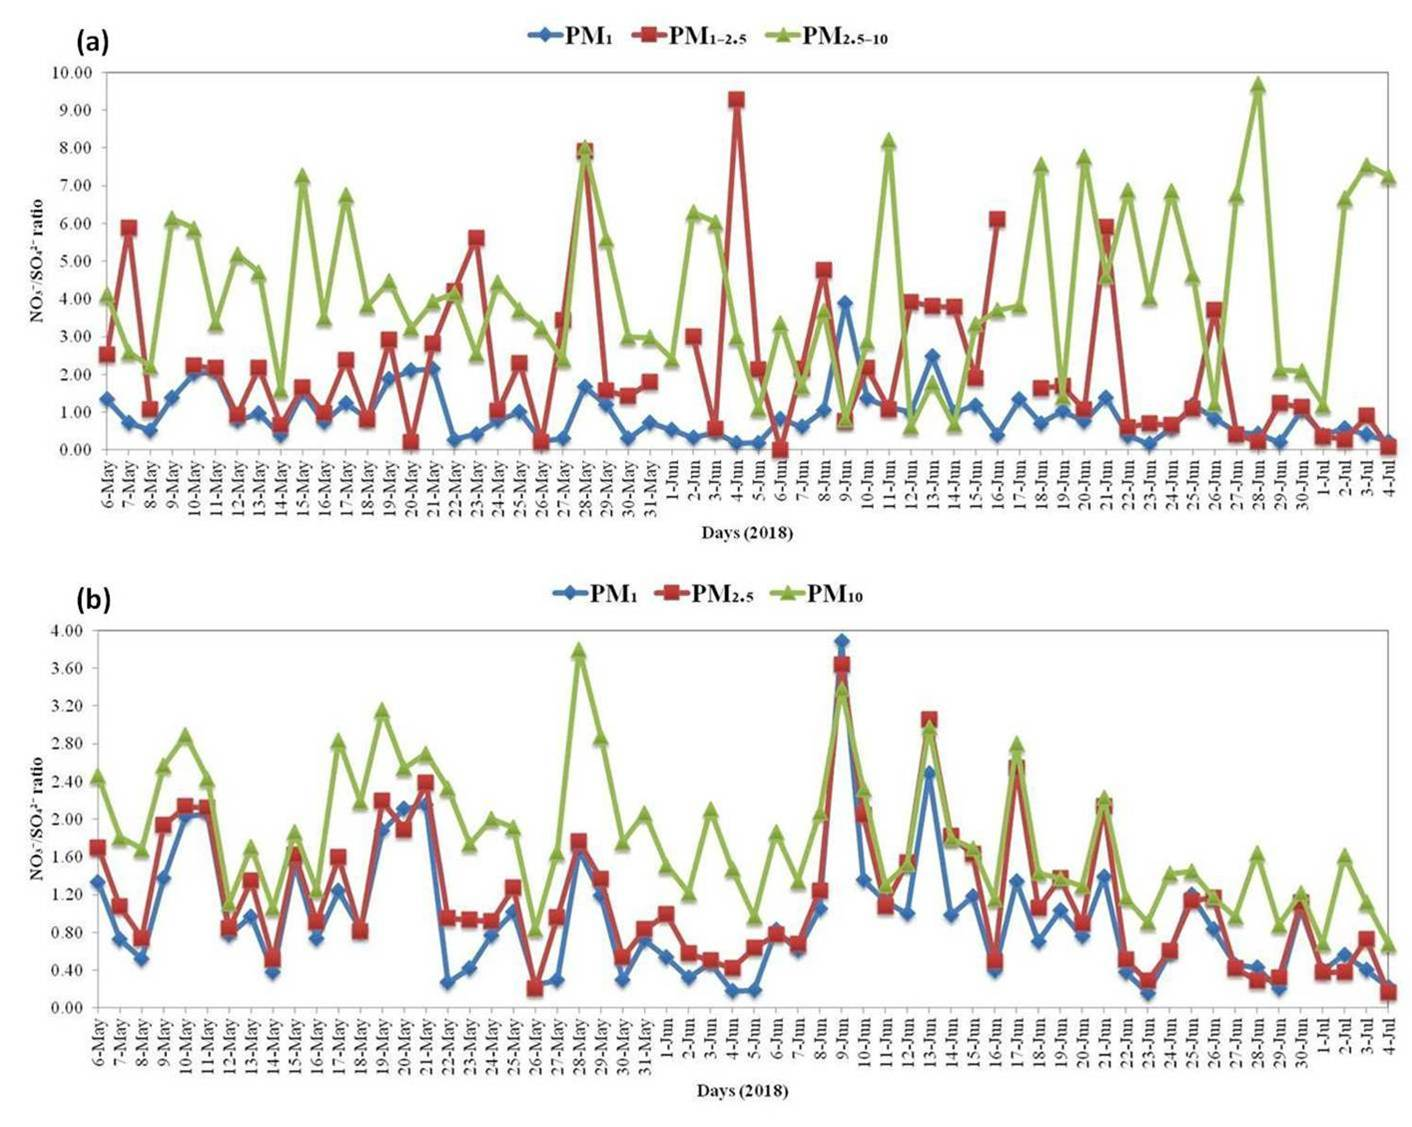 (a)
PM₁ PM₁₋₂.₅ PM₂.₅₋₁₀
10.00
9.00
8.00
7.00
6.00
5.00
4.00
3.00
2.00
1.00
0.00
NO₃⁻/SO₄²⁻ ratio
6-May 7-May 8-May 9-May 10-May 11-May 12-May 13-May 14-May 15-May 16-May 17-May 18-May 19-May 20-May 21-May 22-May 23-May 24-May 25-May 26-May 27-May 28-May 29-May 30-May 31-May 1-Jun 2-Jun 3-Jun 4-Jun 5-Jun 6-Jun 7-Jun 8-Jun 9-Jun 10-Jun 11-Jun 12-Jun 13-Jun 14-Jun 15-Jun 16-Jun 17-Jun 18-Jun 19-Jun 20-Jun 21-Jun 22-Jun 23-Jun 24-Jun 25-Jun 26-Jun 27-Jun 28-Jun 29-Jun 30-Jun 1-Jul 2-Jul 3-Jul 4-Jul
Days (2018)
(b)
PM₁ PM₂.₅ PM₁₀
4.00
3.60
3.20
2.80
2.40
2.00
1.60
1.20
0.80
0.40
0.00
NO₃⁻/SO₄²⁻ ratio
6-May 7-May 8-May 9-May 10-May 11-May 12-May 13-May 14-May 15-May 16-May 17-May 18-May 19-May 20-May 21-May 22-May 23-May 24-May 25-May 26-May 27-May 28-May 29-May 30-May 31-May 1-Jun 2-Jun 3-Jun 4-Jun 5-Jun 6-Jun 7-Jun 8-Jun 9-Jun 10-Jun 11-Jun 12-Jun 13-Jun 14-Jun 15-Jun 16-Jun 17-Jun 18-Jun 19-Jun 20-Jun 21-Jun 22-Jun 23-Jun 24-Jun 25-Jun 26-Jun 27-Jun 28-Jun 29-Jun 30-Jun 1-Jul 2-Jul 3-Jul 4-Jul
Days (2018)